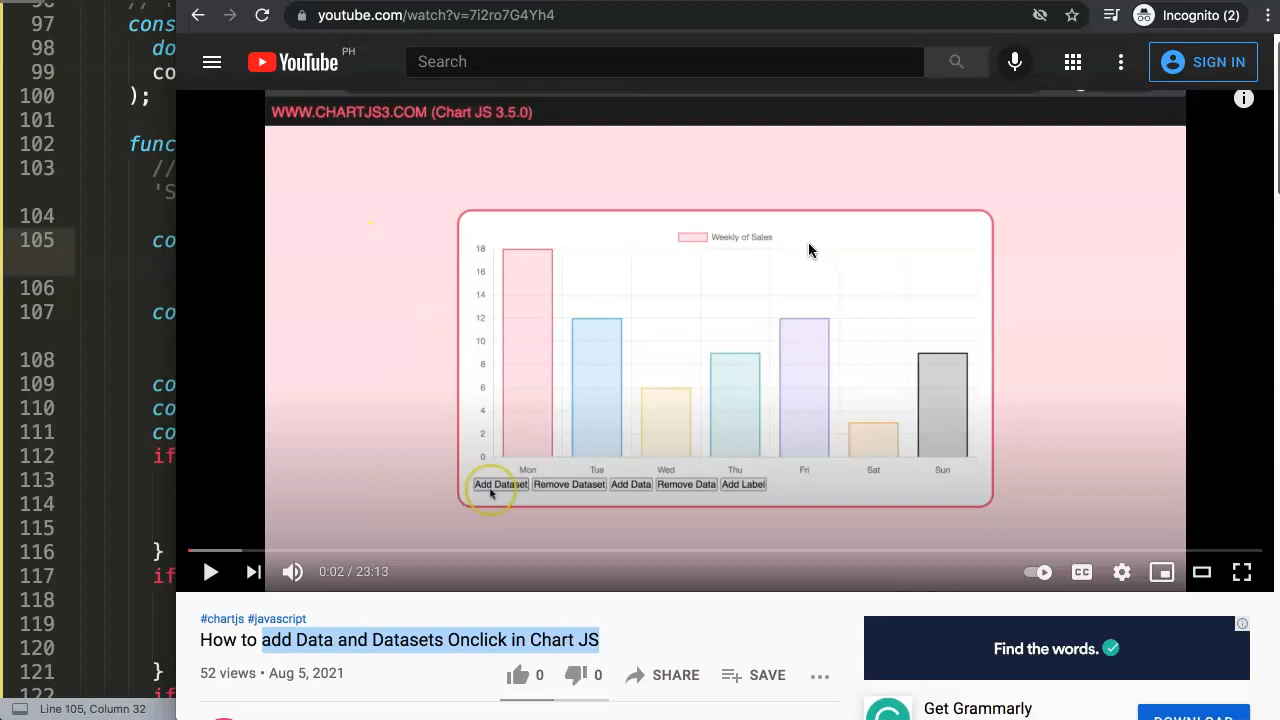 youtube.com/watch?v=7i2ro7G4Yh4
Incognito (2)
YouTube PH
Search
SIGN IN
97 cons
98 do
99 co
100 );
101
102 func
103 //
'S
104
105 co
106
107 co
108
109 co
110 co
111 co
112 if
113
114
115
116 }
117 if
118
119
120
121 }
122 if
Line 105, Column 32
WWW.CHARTJS3.COM (Chart JS 3.5.0)
Weekly of Sales
18
16
14
12
10
8
6
4
2
0
Mon Tue Wed Thu Fri Sat Sun
Add Dataset Remove Dataset Add Data Remove Data Add Label
0:02 / 23:13
CC
#chartjs #javascript
How to add Data and Datasets Onclick in Chart JS
52 views • Aug 5, 2021
0 0 SHARE SAVE
Find the words.
Get Grammarly
DOWNLOAD